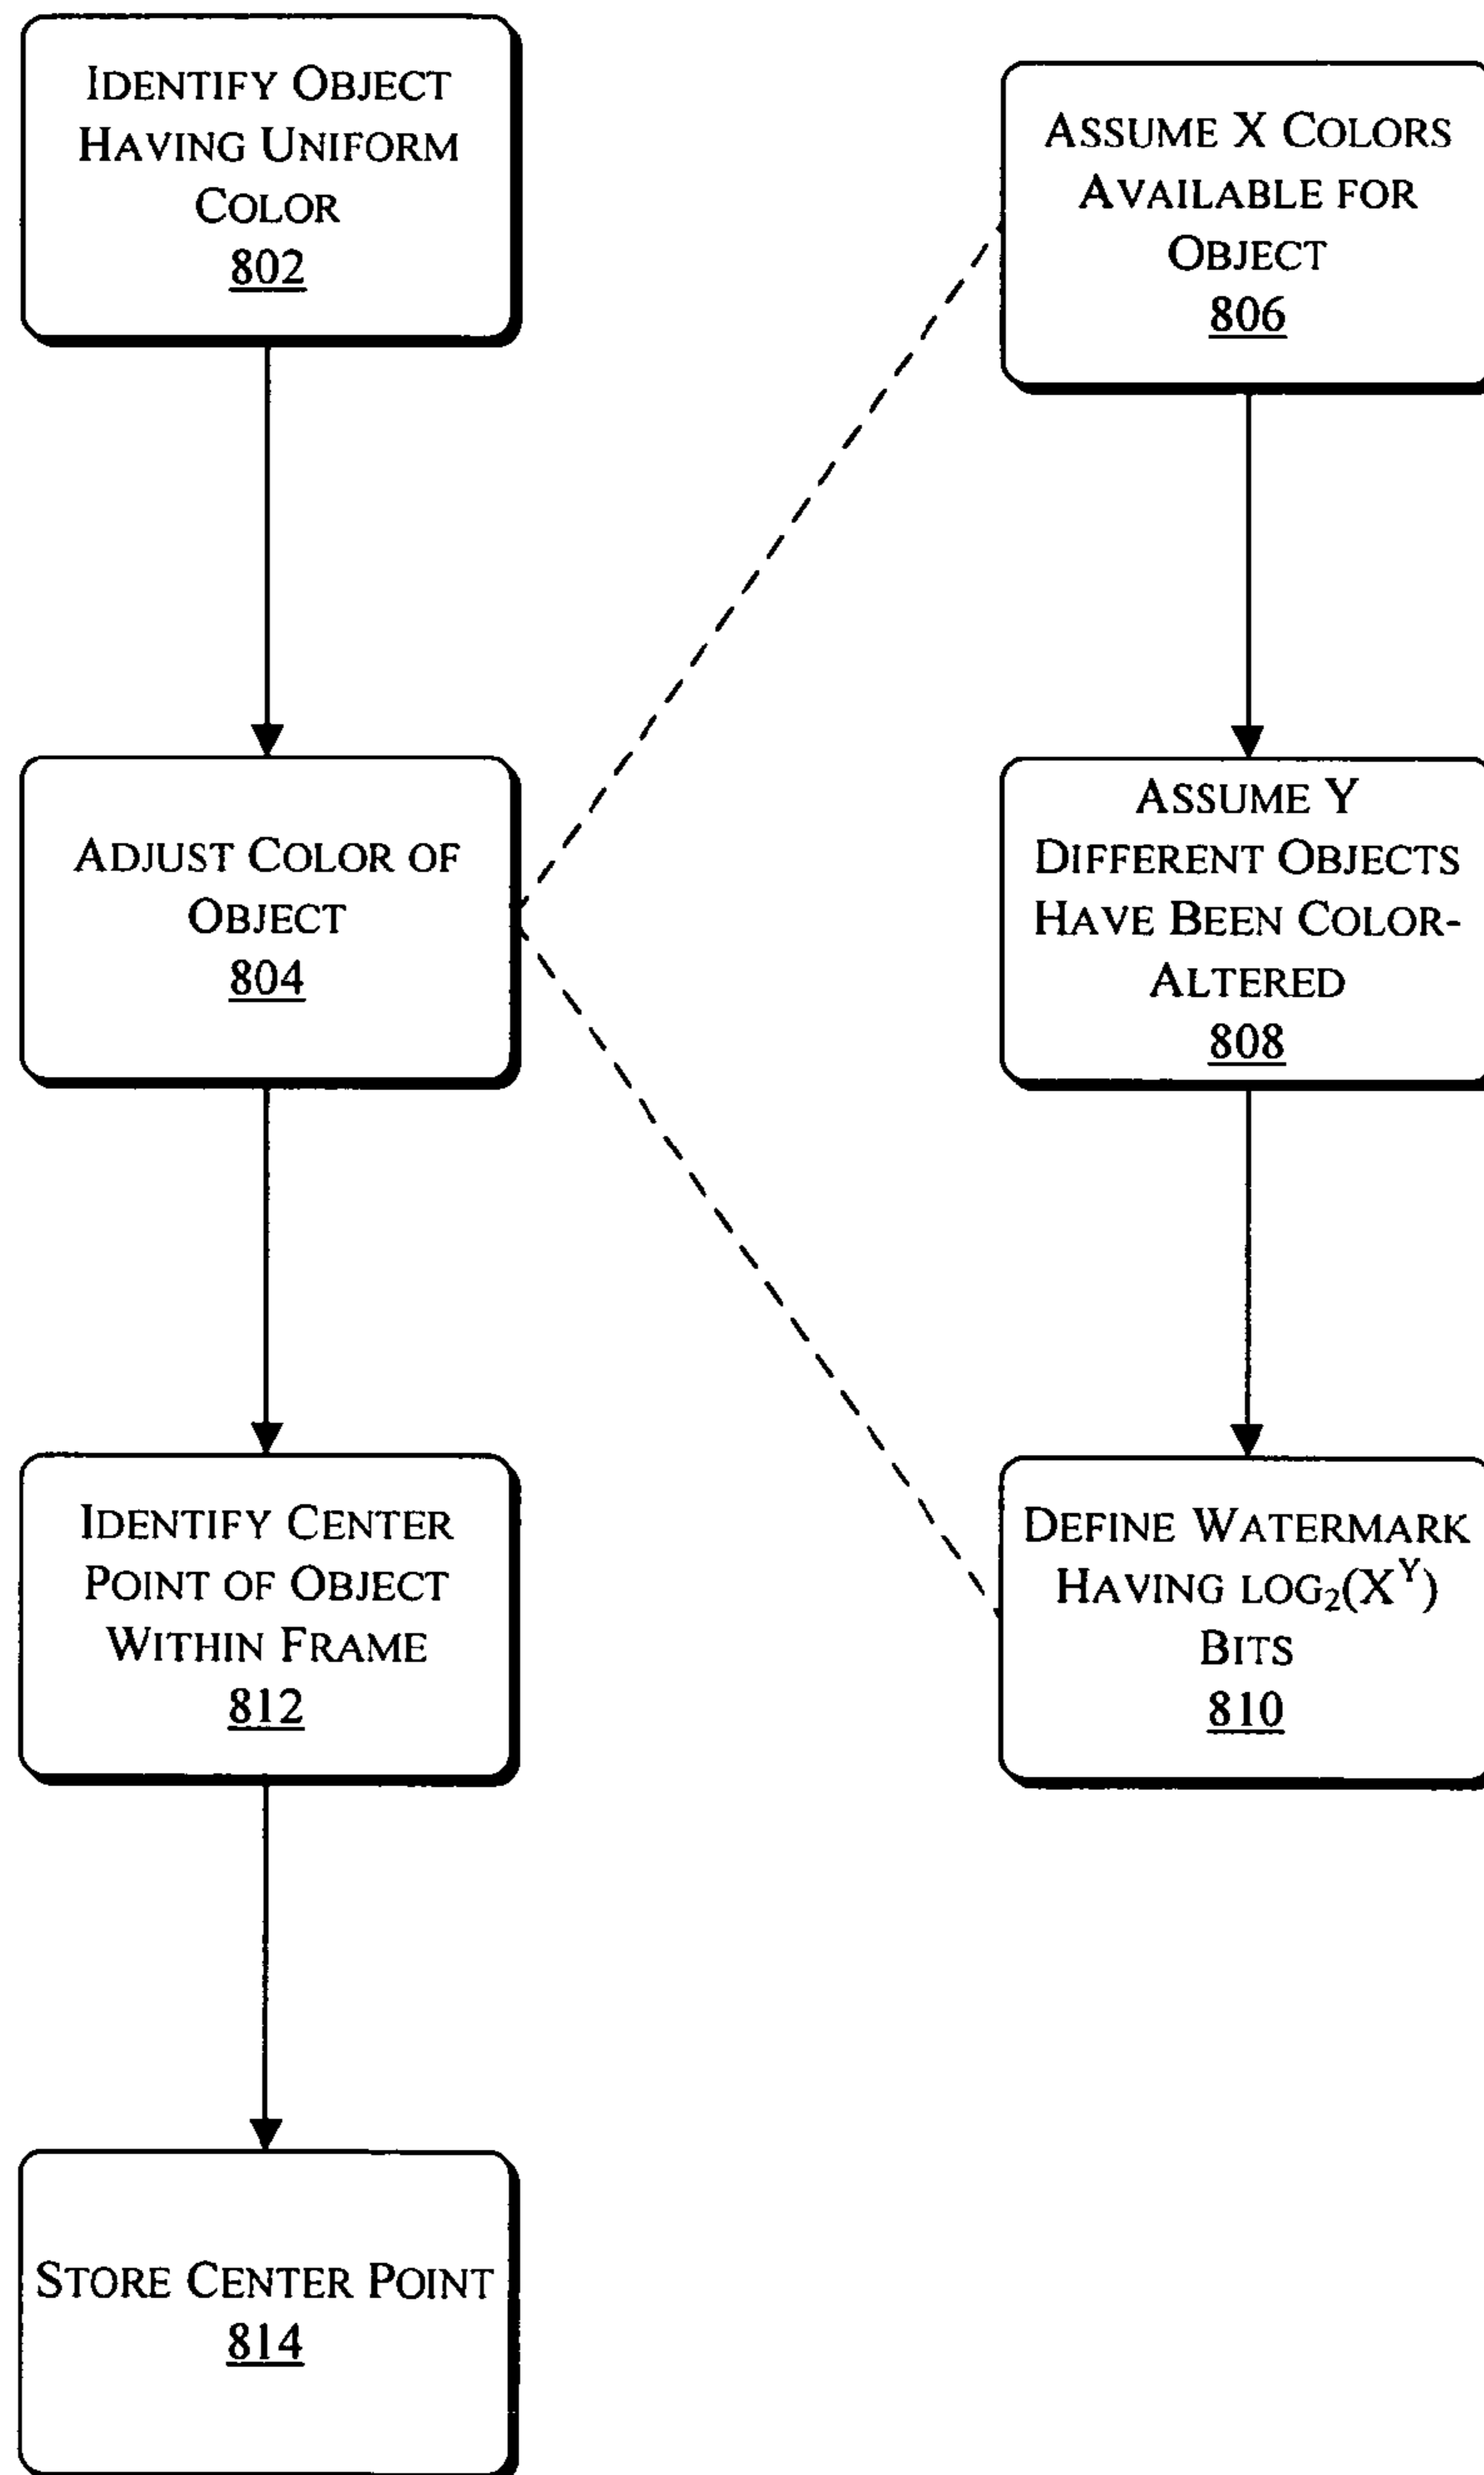 IDENTIFY OBJECT
HAVING UNIFORM
COLOR
802
ADJUST COLOR OF
OBJECT
804
IDENTIFY CENTER
POINT OF OBJECT
WITHIN FRAME
812
STORE CENTER POINT
814
ASSUME X COLORS
AVAILABLE FOR
OBJECT
806
ASSUME Y
DIFFERENT OBJECTS
HAVE BEEN COLOR-
ALTERED
808
DEFINE WATERMARK
HAVING LOG₂(X^Y)
BITS
810